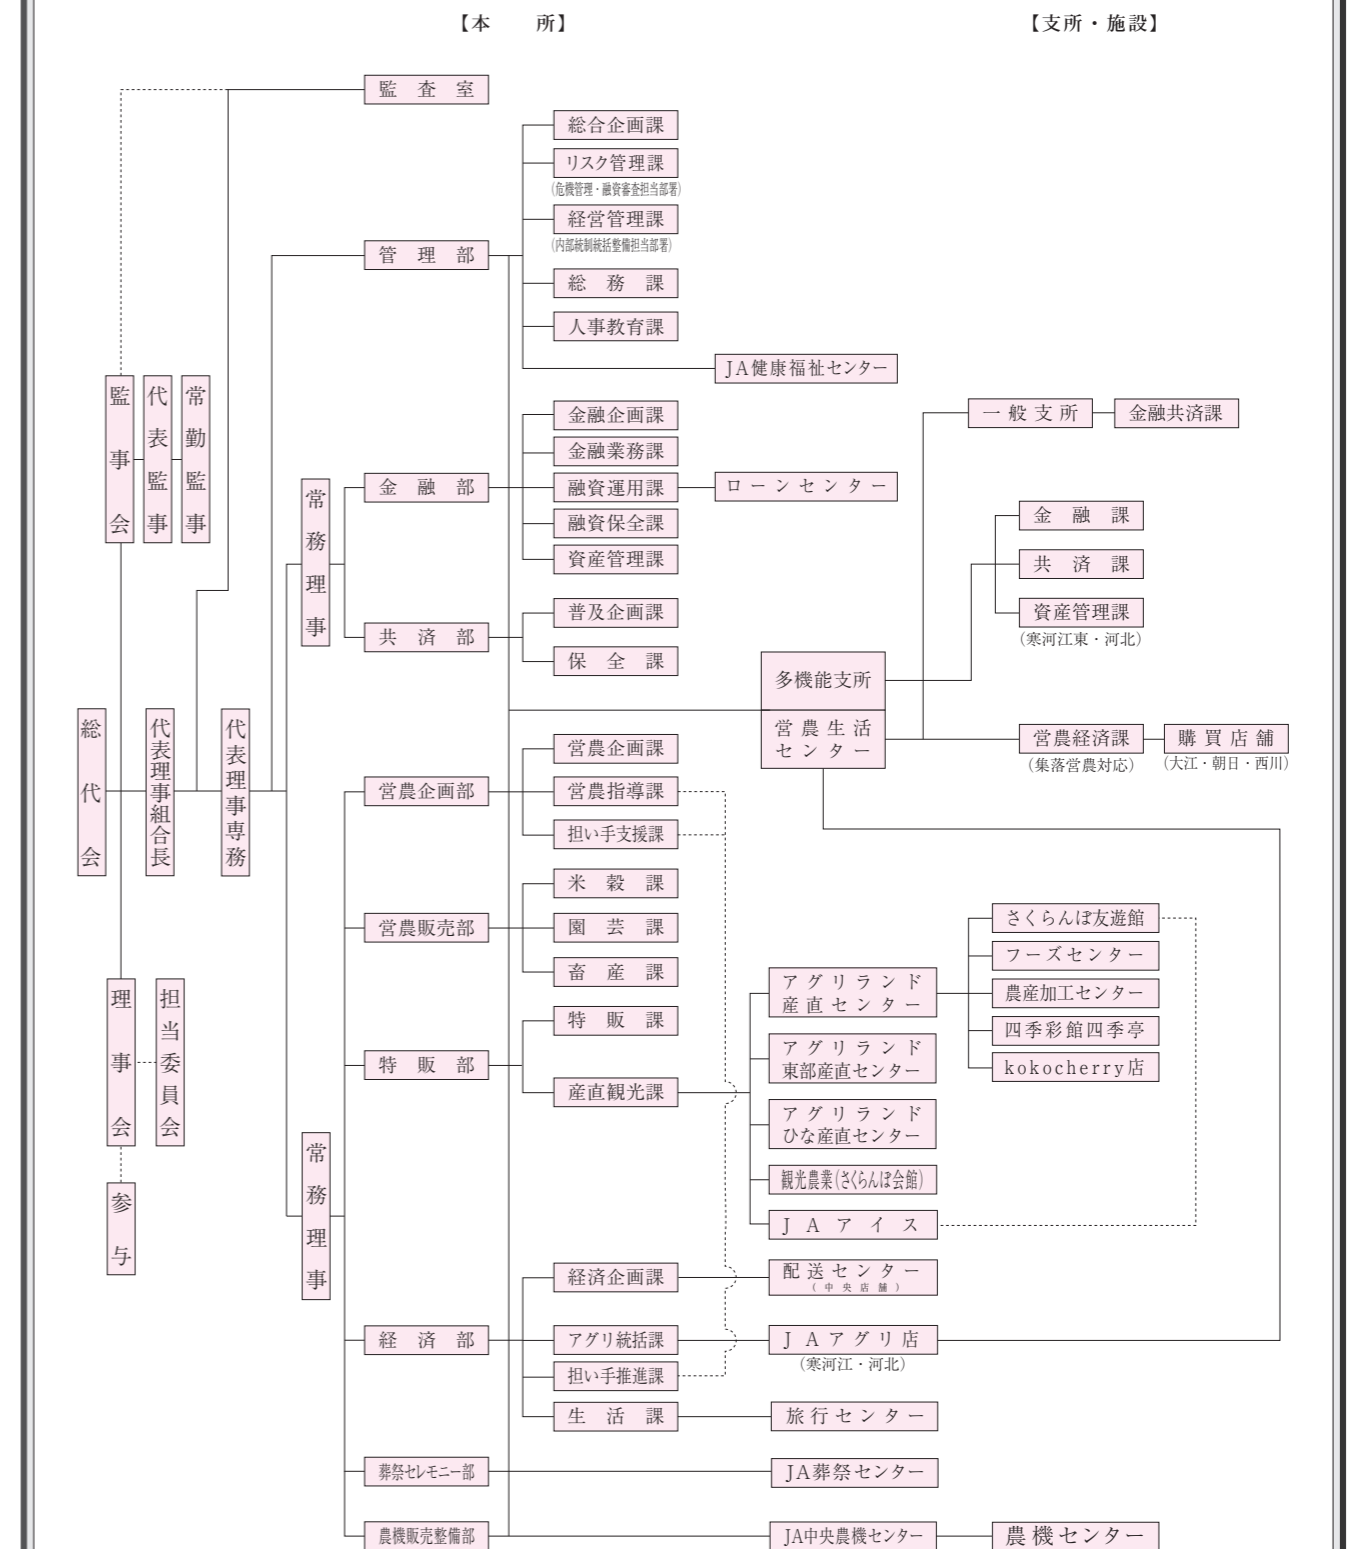 【本　　所】
【支所・施設】
監査室
総合企画課
リスク管理課
(危機管理・融資審査担当部署)
経営管理課
(内部統制統括整備担当部署)
管理部
総務課
人事教育課
JA健康福祉センター
監事会
代表監事
常勤監事
常務理事
金融部
金融企画課
金融業務課
融資運用課
ローンセンター
融資保全課
資産管理課
共済部
普及企画課
保全課
一般支所
金融共済課
金融課
共済課
資産管理課
(寒河江東・河北)
多機能支所
営農生活
センター
営農経済課
(集落営農対応)
購買店舗
(大江・朝日・西川)
総代会
代表理事組合長
代表理事専務
営農企画部
営農企画課
営農指導課
担い手支援課
営農販売部
米穀課
園芸課
畜産課
特販部
特販課
産直観光課
アグリランド
産直センター
アグリランド
東部産直センター
アグリランド
ひな産直センター
観光農業(さくらんぼ会館)
JAアイス
さくらんぼ友遊館
フーズセンター
農産加工センター
四季彩館四季亭
kokocherry店
理事会
担当委員会
参与
常務理事
経済部
経済企画課
配送センター
(中央店舗)
アグリ統括課
JAアグリ店
(寒河江・河北)
担い手推進課
生活課
旅行センター
葬祭セレモニー部
JA葬祭センター
農機販売整備部
JA中央農機センター
農機センター